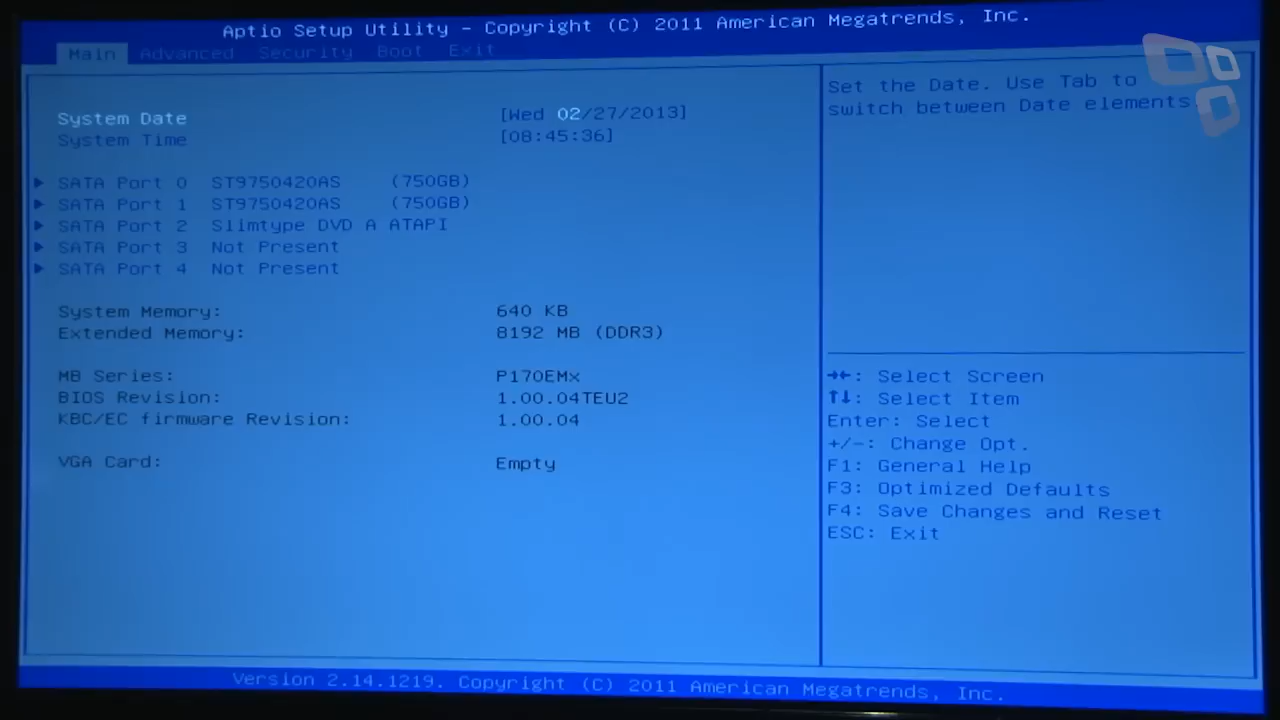 Aptio Setup Utility - Copyright (C) 2011 American Megatrends, Inc.
Main Advanced Security Boot Exit
System Date [Wed 02/27/2013]
System Time [08:45:36]
SATA Port 0 ST9750420AS (750GB)
SATA Port 1 ST9750420AS (750GB)
SATA Port 2 Slimtype DVD A ATAPI
SATA Port 3 Not Present
SATA Port 4 Not Present
System Memory: 640 KB
Extended Memory: 8192 MB (DDR3)
MB Series: P170EMx
BIOS Revision: 1.00.04TEU2
KBC/EC firmware Revision: 1.00.04
VGA Card: Empty
Set the Date. Use Tab to
switch between Date elements.
→←: Select Screen
↑↓: Select Item
Enter: Select
+/-: Change Opt.
F1: General Help
F3: Optimized Defaults
F4: Save Changes and Reset
ESC: Exit
Version 2.14.1219. Copyright (C) 2011 American Megatrends, Inc.